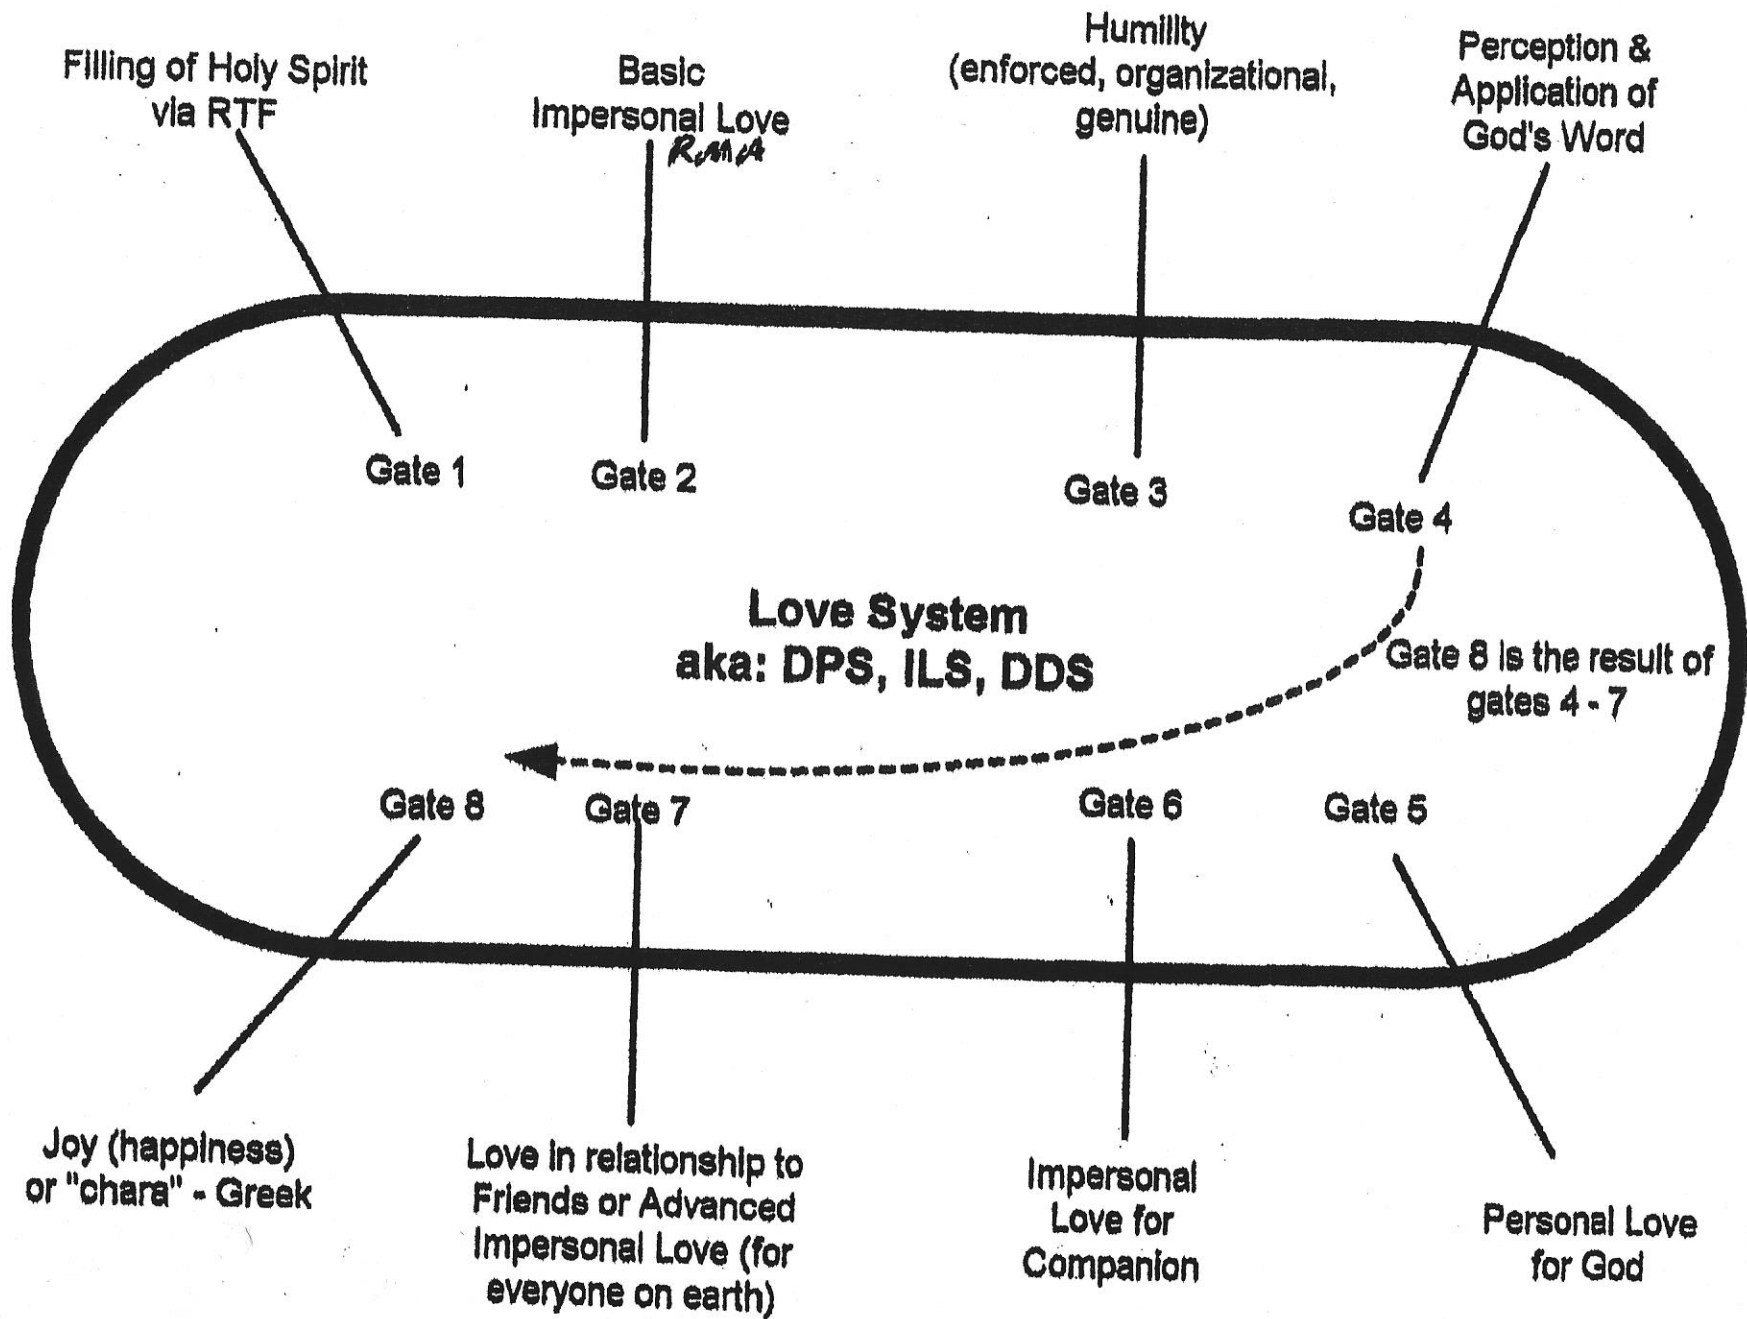 Filling of Holy Spirit
via RTF
Basic
Impersonal Love
RMA
Humility
(enforced, organizational,
genuine)
Perception &
Application of
God's Word
Gate 1
Gate 2
Gate 3
Gate 4
Love System
aka: DPS, ILS, DDS
Gate 8 is the result of
gates 4 - 7
Gate 8
Gate 7
Gate 6
Gate 5
Joy (happiness)
or "chara" - Greek
Love in relationship to
Friends or Advanced
Impersonal Love (for
everyone on earth)
Impersonal
Love for
Companion
Personal Love
for God